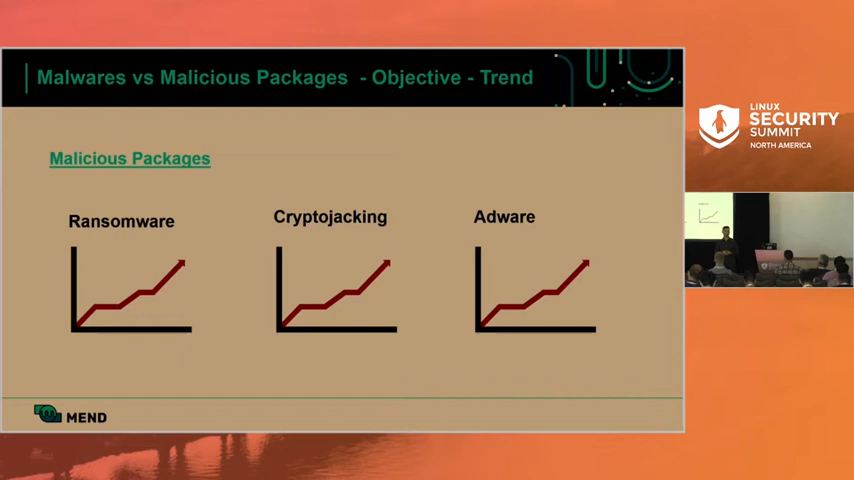 Malwares vs Malicious Packages - Objective - Trend
Malicious Packages
Ransomware
Cryptojacking
Adware
MEND
LINUX
SECURITY
SUMMIT
NORTH AMERICA